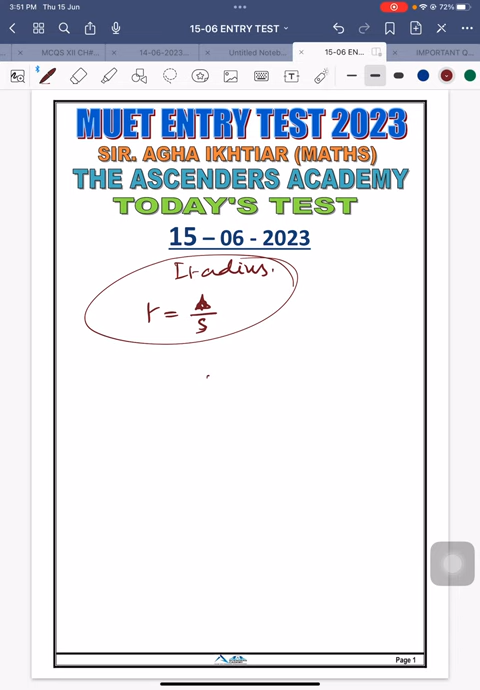 3:51 PM Thu 15 Jun
72%
15-06 ENTRY TEST
MCQS XII CH#...
14-06-2023...
Untitled Noteb...
15-06 EN...
IMPORTANT Q...
MUET ENTRY TEST 2023
SIR. AGHA IKHTIAR (MATHS)
THE ASCENDERS ACADEMY
TODAY'S TEST
15 – 06 - 2023
Iradius.
r = Δ/S
Page 1